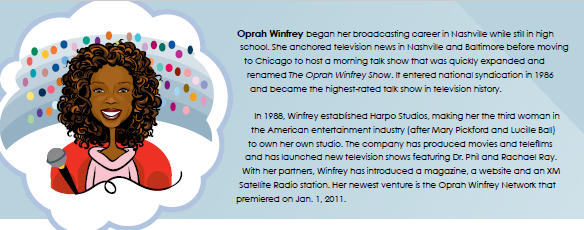 Oprah Winfrey began her broadcasting career in Nashville while still in high
school. She anchored television news in Nashville and Baltimore before moving
to Chicago to host a morning talk show that was quickly expanded and
renamed The Oprah Winfrey Show. It entered national syndication in 1986
and became the highest-rated talk show in television history.
In 1988, Winfrey established Harpo Studios, making her the third woman in
the American entertainment industry (after Mary Pickford and Lucille Ball)
to own her own studio. The company has produced movies and telefilms
and has launched new television shows featuring Dr. Phil and Rachael Ray.
With her partners, Winfrey has introduced a magazine, a website and an XM
Satellite Radio station. Her newest venture is the Oprah Winfrey Network that
premiered on Jan. 1, 2011.